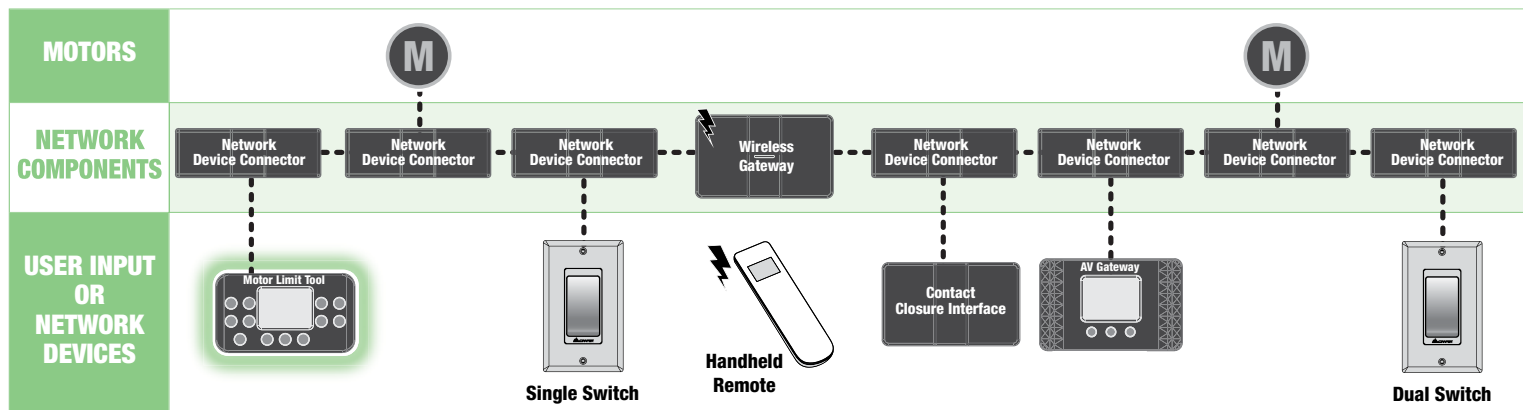 MOTORS
M
M
NETWORK
COMPONENTS
Network
Device Connector
Network
Device Connector
Network
Device Connector
Wireless
Gateway
Network
Device Connector
Network
Device Connector
Network
Device Connector
Network
Device Connector
USER INPUT
OR
NETWORK
DEVICES
Motor Limit Tool
Single Switch
Handheld
Remote
Contact
Closure Interface
AV Gateway
Dual Switch